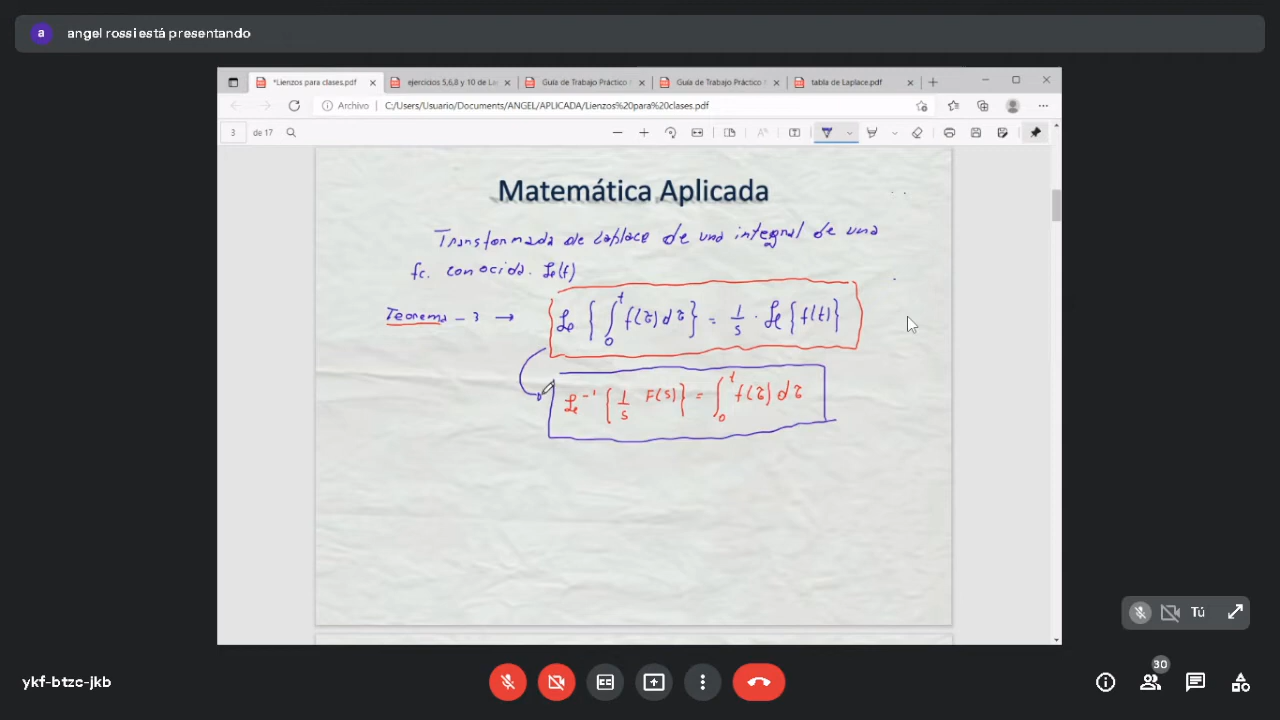 a angel rossi está presentando
*Lienzos para clases.pdf
ejercicios 5,6,8 y 10 de La
Guía de Trabajo Práctico
Guía de Trabajo Práctico
tabla de Laplace.pdf
Archivo C:/Users/Usuario/Documents/ANGEL/APLICADA/Lienzos%20para%20clases.pdf
3 de 17
Matemática Aplicada
Transformada de Laplace de una integral de una
fc. conocida. ℒ(f)
Teorema - 3 → ℒ { ∫₀ᵗ f(τ) dτ } = 1/s · ℒ { f(t) }
ℒ⁻¹ { 1/s F(s) } = ∫₀ᵗ f(τ) dτ
Tú
ykf-btzc-jkb
30